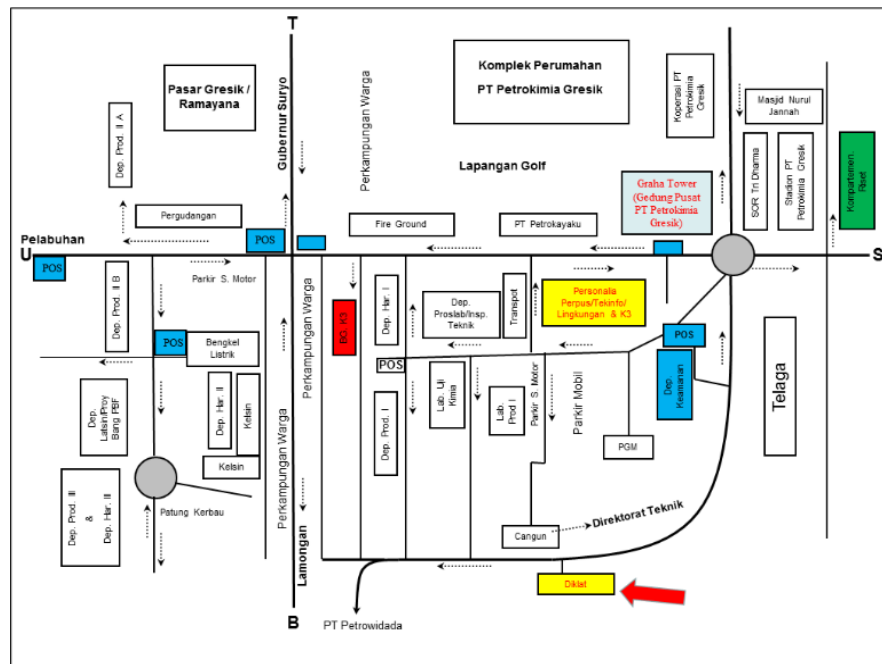 T
Pasar Gresik /
Ramayana
Gubernur Suryo
Perkampungan Warga
Komplek Perumahan
PT Petrokimia Gresik
Koperasi PT
Petrokimia
Gresik
Masjid Nurul
Jannah
Dep. Prod. II A
Lapangan Golf
SOR Tri Dharma
Stadion PT
Petrokimia Gresik
Kompartemen.
Riset
Graha Tower
(Gedung Pusat
PT Petrokimia
Gresik)
Pergudangan
POS
Fire Ground
PT Petrokayaku
Pelabuhan
U
S
POS
Parkir S. Motor
Dep. Prod. II B
Perkampungan Warga
BG. K3
Dep. Har. I
Dep.
Proslab/Insp.
Teknik
Transpot
Personalia
Perpus/Tekinfo/
Lingkungan & K3
POS
Bengkel
Listrik
POS
POS
Dep.
Keamanan
Telaga
Dep.
Latsin/Proy
Bang PBF
Dep. Har. II
Kelsin
Kelsin
Perkampungan Warga
Dep. Prod. I
Lab. Uji
Kimia
Lab.
Prod I
Parkir S. Motor
Parkir Mobil
PGM
Dep. Prod. III
&
Dep. Har. III
Patung Kerbau
Lamongan
Cangun
Direktorat Teknik
Diklat
B
PT Petrowidada